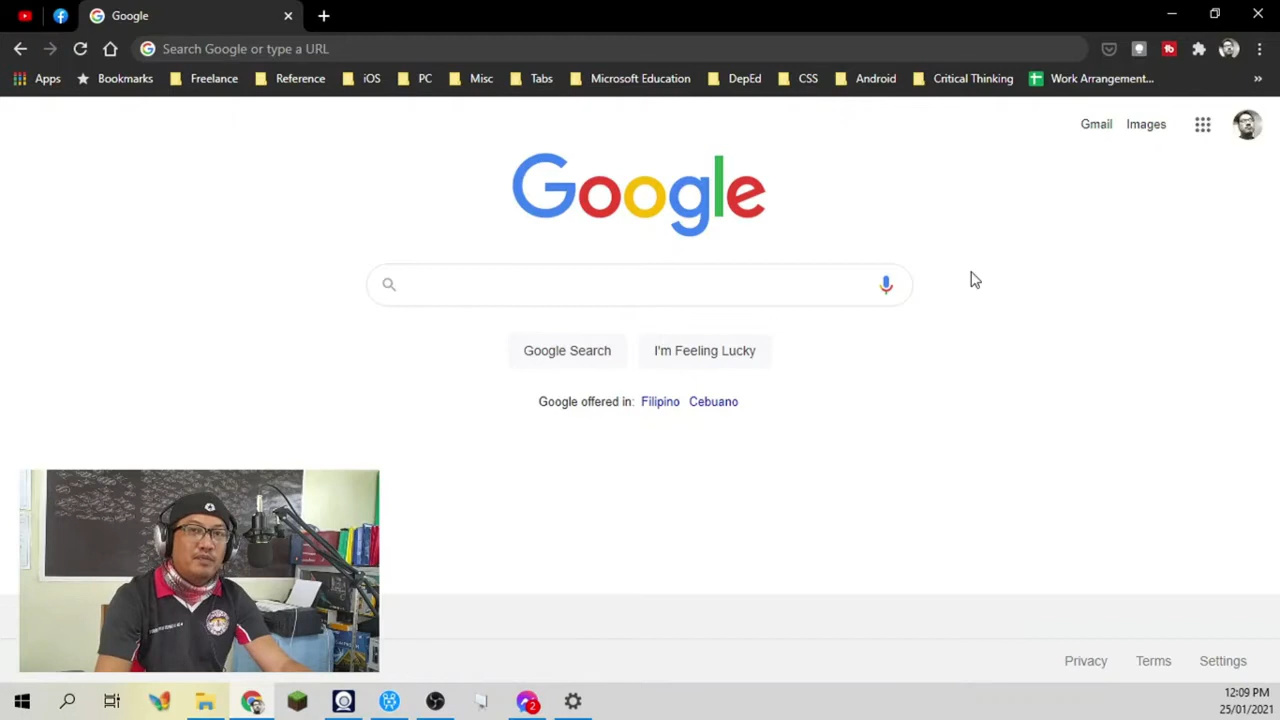 Google
Search Google or type a URL
Apps Bookmarks Freelance Reference iOS PC Misc Tabs Microsoft Education DepEd CSS Android Critical Thinking Work Arrangement... »
Gmail Images
Google
Google Search I'm Feeling Lucky
Google offered in: Filipino Cebuano
Privacy Terms Settings
2
12:09 PM
25/01/2021